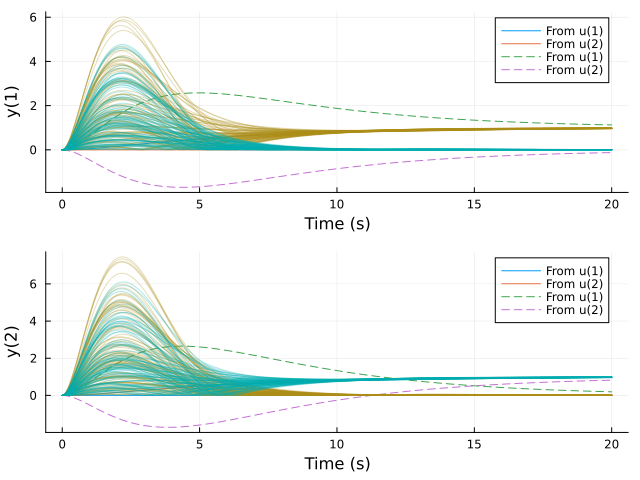 y(1)
6
4
2
0
From u(1)
From u(2)
From u(1)
From u(2)
0 5 10 15 20
Time (s)
y(2)
6
4
2
0
From u(1)
From u(2)
From u(1)
From u(2)
0 5 10 15 20
Time (s)